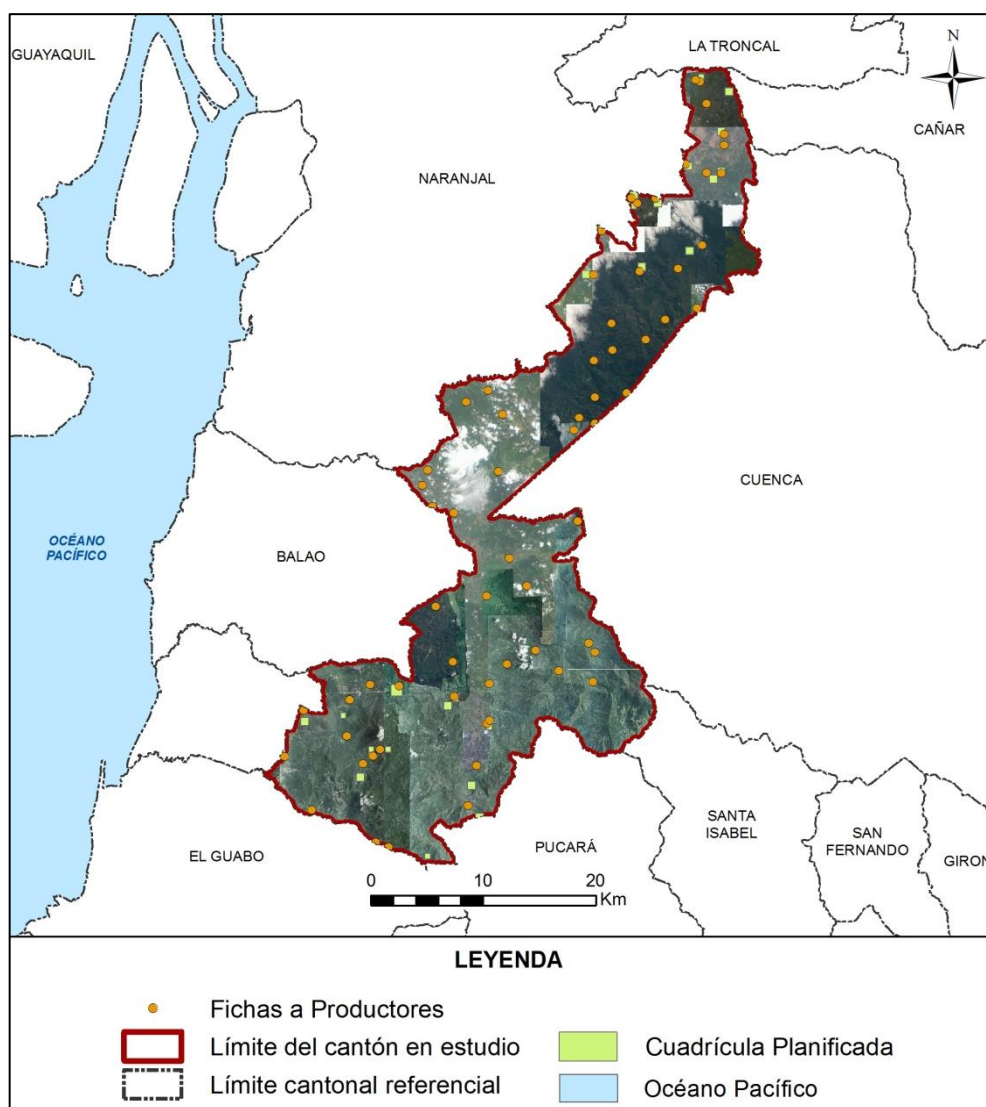 GUAYAQUIL
LA TRONCAL
N
CAÑAR
NARANJAL
CUENCA
OCÉANO
PACÍFICO
BALAO
SANTA
ISABEL
SAN
FERNANDO
GIRON
EL GUABO
PUCARÁ
0 10 20
Km
LEYENDA
Fichas a Productores
Límite del cantón en estudio
Cuadrícula Planificada
Límite cantonal referencial
Océano Pacífico